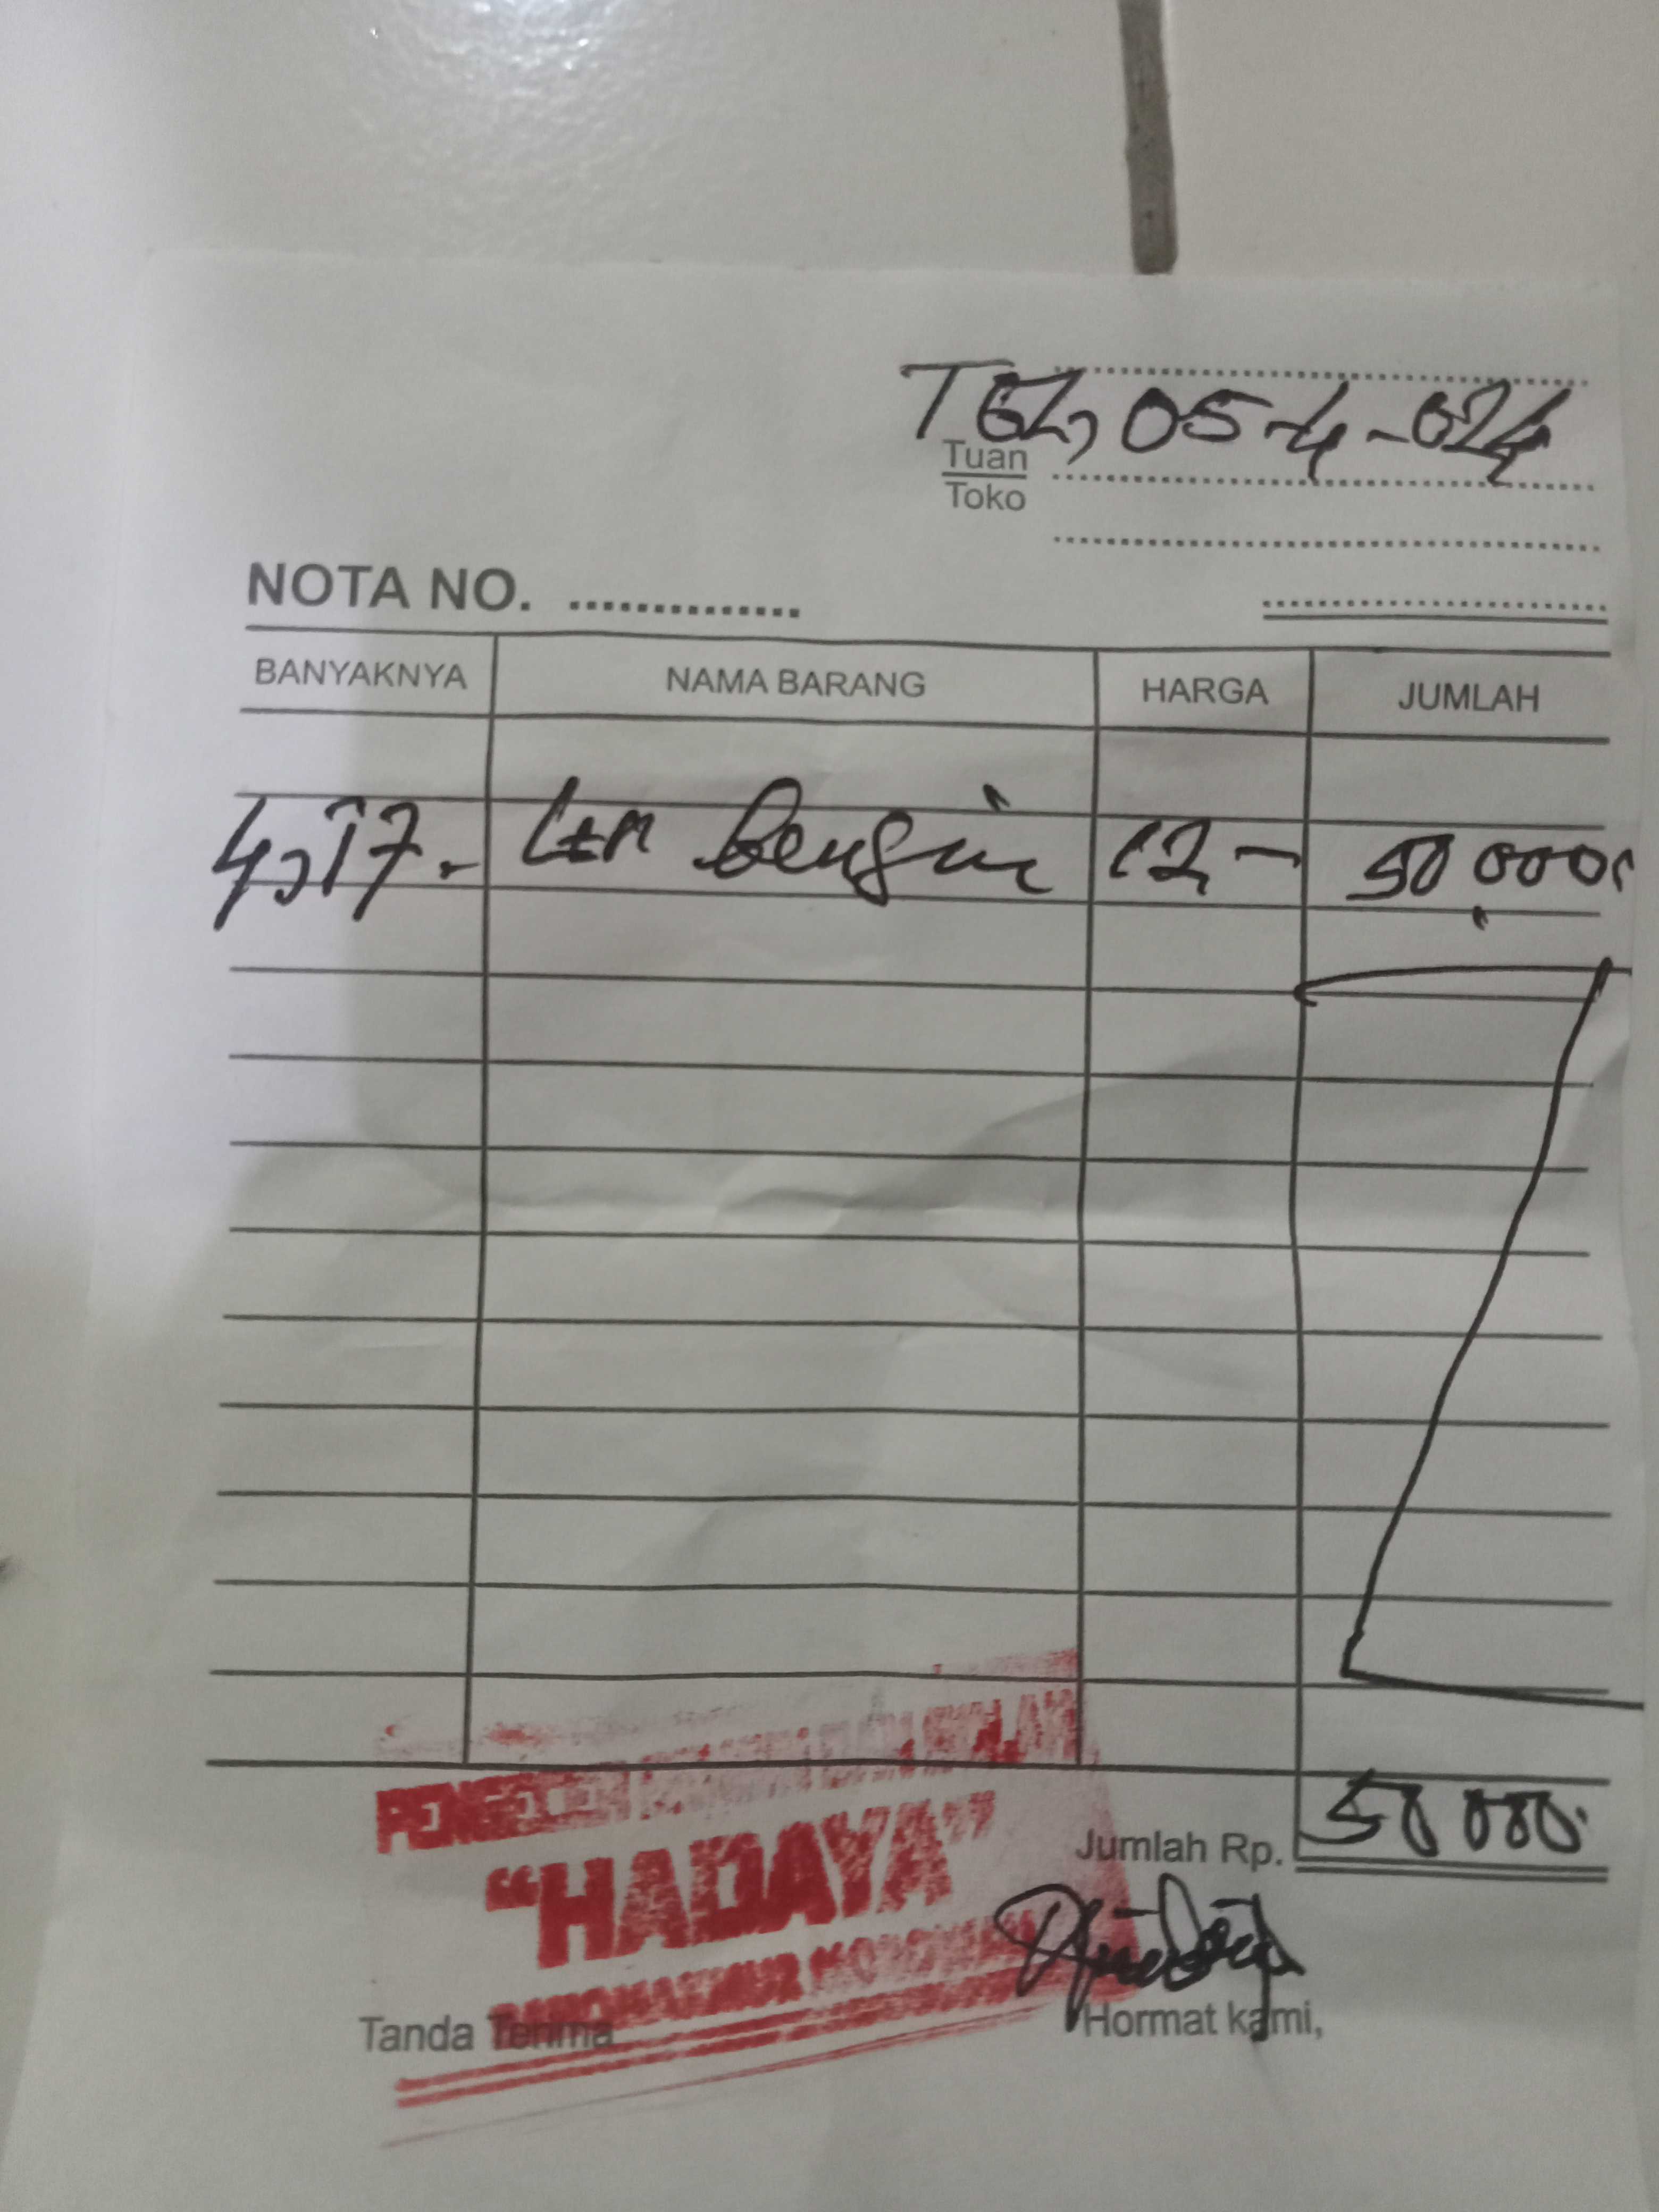 TGL, 05-4-024
Tuan
Toko
NOTA NO. ..............
BANYAKNYA NAMA BARANG HARGA JUMLAH
4,17.- Ltr Bensin 12- 50.000
"HADAYA"
Jumlah Rp. 50 000.
Tanda Terima
Hormat kami,